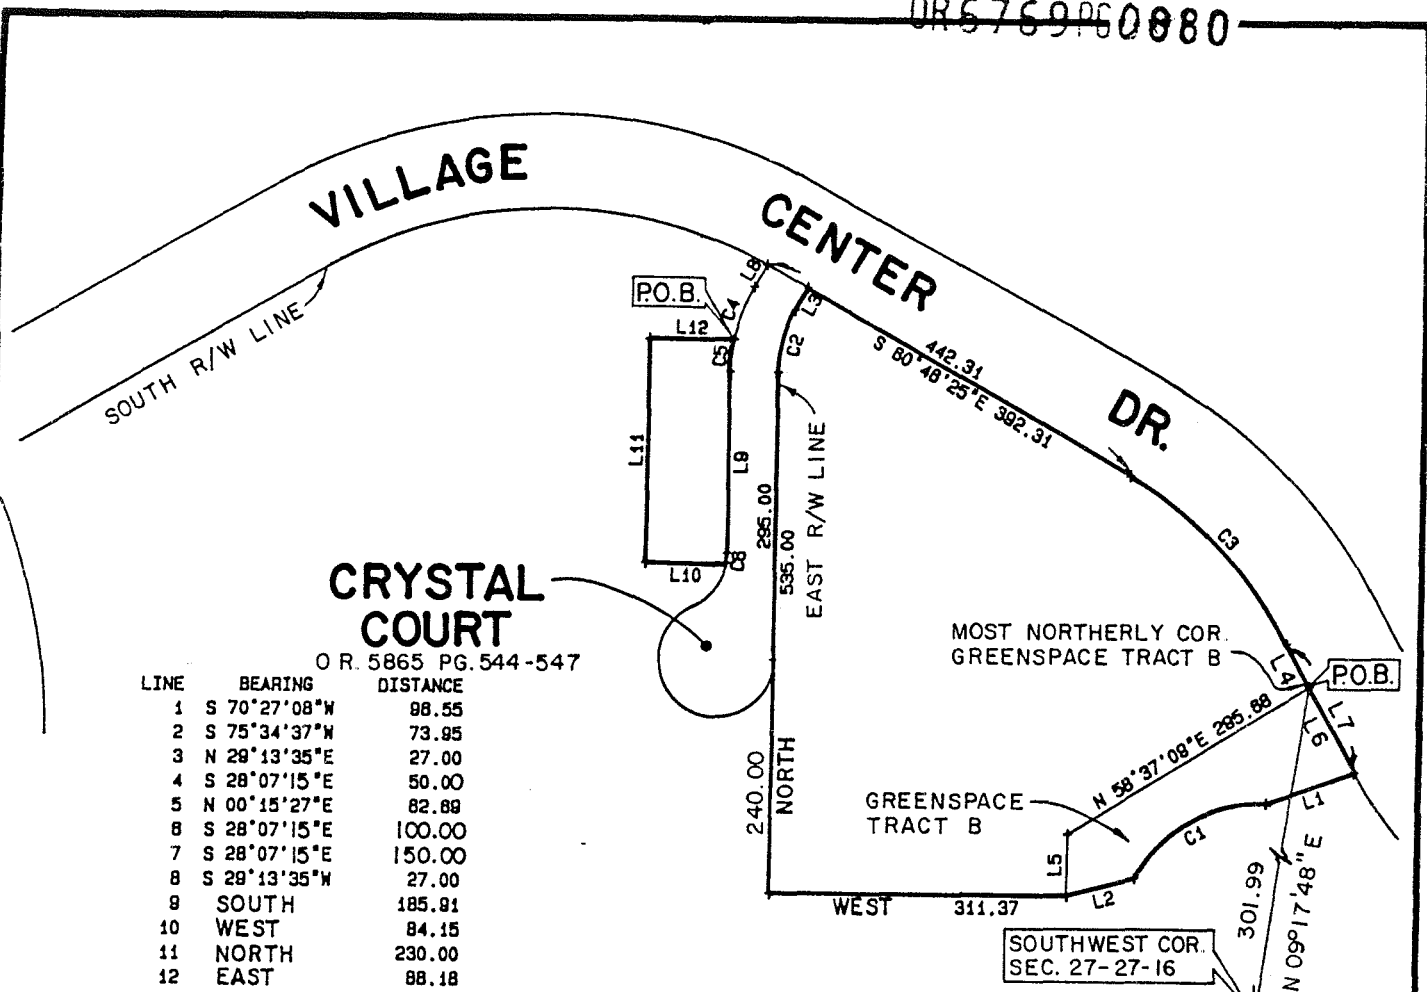 OR6769PG0880
VILLAGE CENTER DR.
P.O.B.
L8
C4
L12
L3
C5
C2
SOUTH R/W LINE
442.31
S 60°48'25"E 392.31
L11
L9
295.00
535.00
EAST R/W LINE
C3
C6
L10
CRYSTAL
COURT
O.R. 5865 PG. 544-547
MOST NORTHERLY COR.
GREENSPACE TRACT B
L4
P.O.B.
L7
L6
N 58°37'09"E 295.88
LINE BEARING DISTANCE
1 S 70°27'08"W 98.55
2 S 75°34'37"W 73.95
3 N 29°13'35"E 27.00
4 S 28°07'15"E 50.00
5 N 00°15'27"E 62.69
6 S 28°07'15"E 100.00
7 S 28°07'15"E 150.00
8 S 29°13'35"W 27.00
9 SOUTH 185.91
10 WEST 84.15
11 NORTH 230.00
12 EAST 88.18
240.00
NORTH
GREENSPACE
TRACT B
L1
C1
L5
L2
WEST 311.37
301.99
N 09°17'48"E
SOUTHWEST COR.
SEC. 27-27-16